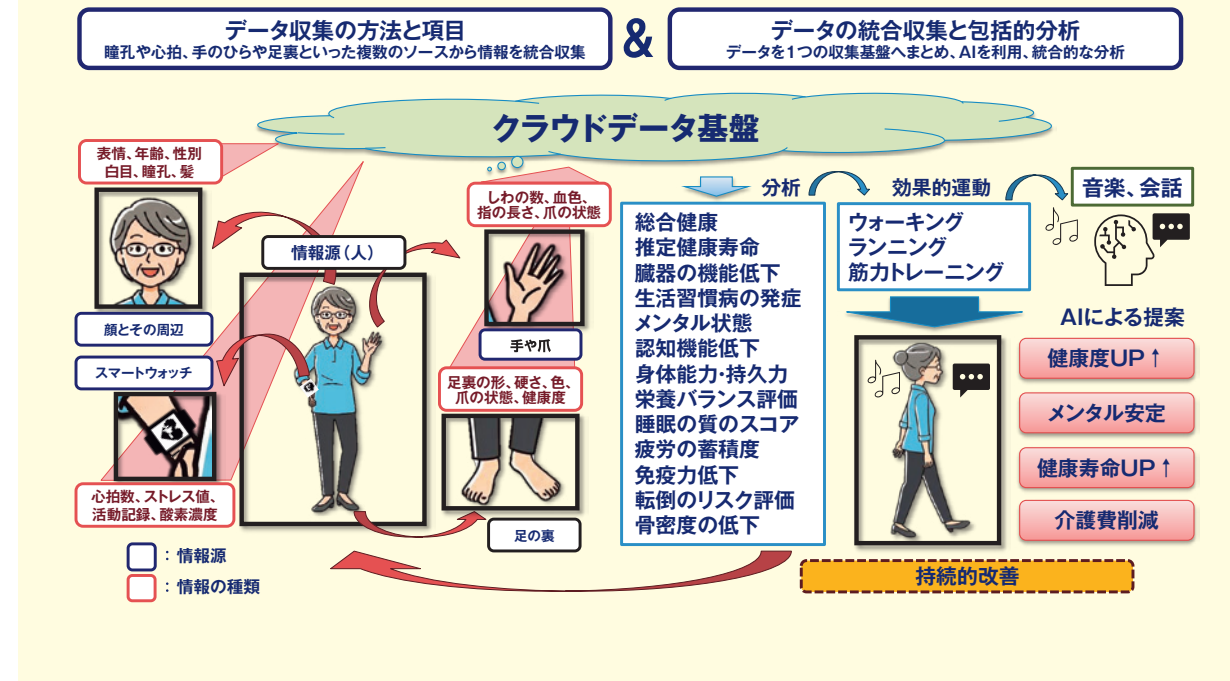 データ収集の方法と項目
瞳孔や心拍、手のひらや足裏といった複数のソースから情報を統合収集
&
データの統合収集と包括的分析
データを1つの収集基盤へまとめ、AIを利用、統合的な分析
クラウドデータ基盤
表情、年齢、性別
白目、瞳孔、髪
顔とその周辺
スマートウォッチ
心拍数、ストレス値、
活動記録、酸素濃度
情報源(人)
しわの数、血色、
指の長さ、爪の状態
手や爪
足裏の形、硬さ、色、
爪の状態、健康度
足の裏
:情報源
:情報の種類
分析
総合健康
推定健康寿命
臓器の機能低下
生活習慣病の発症
メンタル状態
認知機能低下
身体能力・持久力
栄養バランス評価
睡眠の質のスコア
疲労の蓄積度
免疫力低下
転倒のリスク評価
骨密度の低下
効果的運動
ウォーキング
ランニング
筋力トレーニング
音楽、会話
AIによる提案
健康度UP↑
メンタル安定
健康寿命UP↑
介護費削減
持続的改善